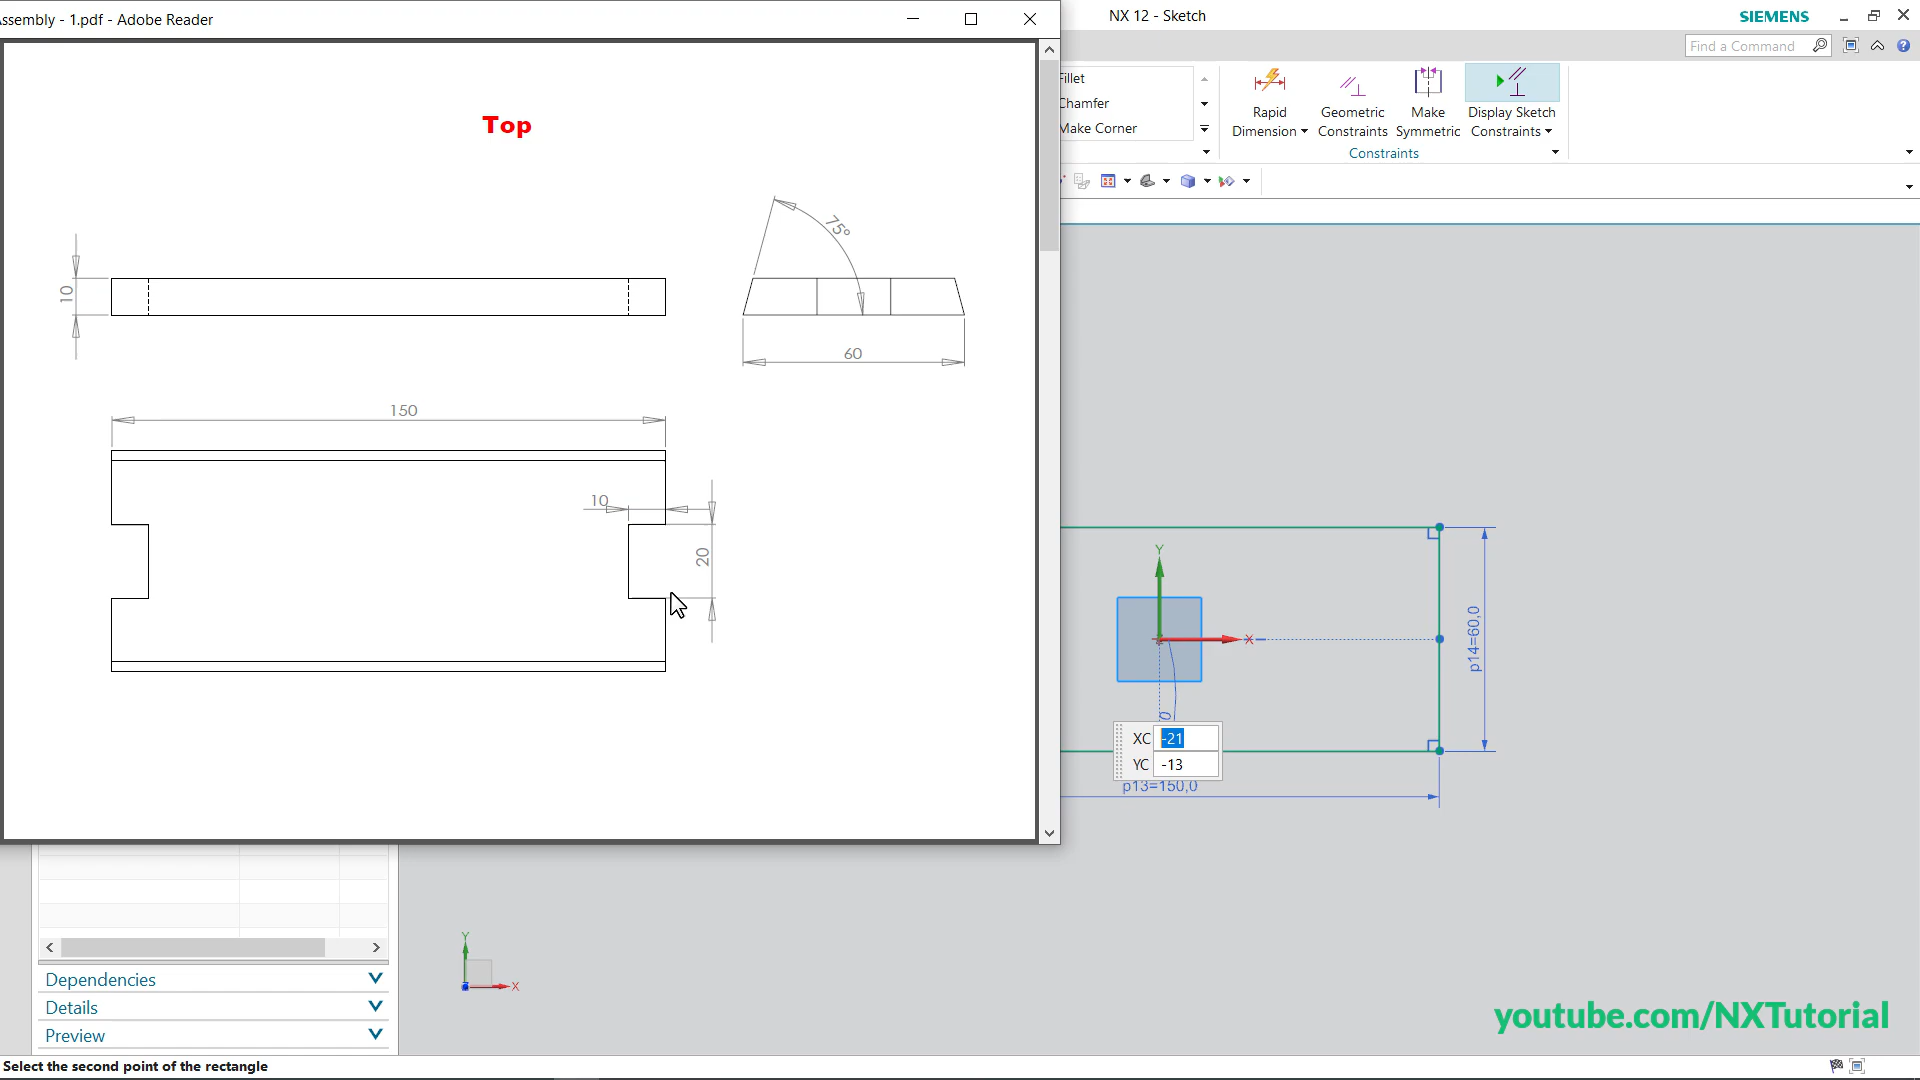 ssembly - 1.pdf - Adobe Reader
NX 12 - Sketch
SIEMENS
Find a Command
Fillet
Chamfer
Make Corner
Rapid
Dimension
Geometric
Constraints
Make
Symmetric
Display Sketch
Constraints
Constraints
Top
75°
10
60
150
10
20
Y
X
p14=60,0
0
XC -21
YC -13
p13=150,0
Y
X
Dependencies
Details
Preview
youtube.com/NXTutorial
Select the second point of the rectangle